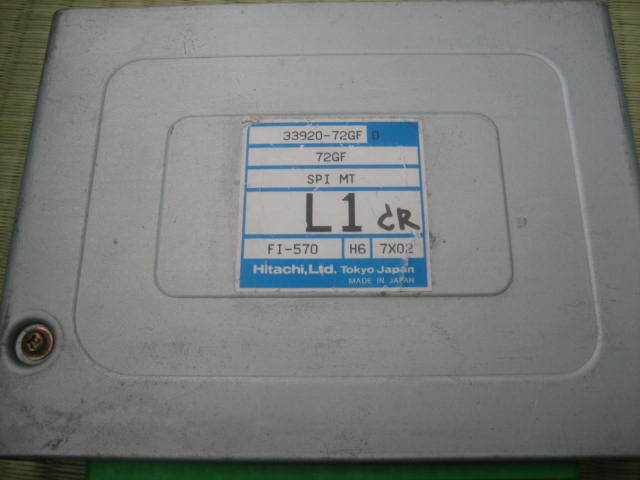 33920-72GF 0
72GF
SPI MT
L1 CR
FI-570 H6 7X02
Hitachi, Ltd. Tokyo Japan
MADE IN JAPAN